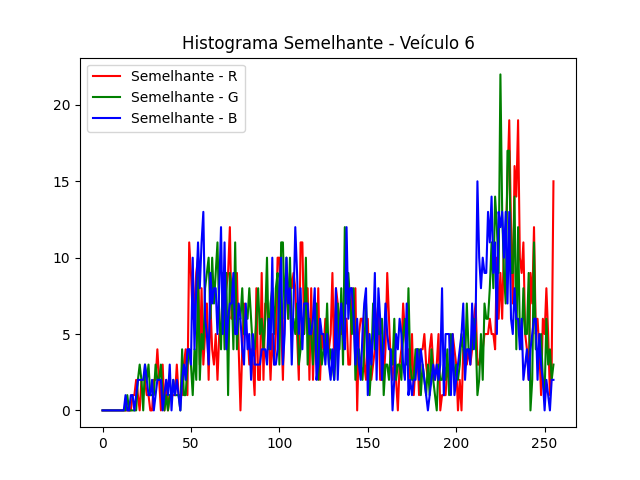 Histograma Semelhante - Veículo 6
Semelhante - R
Semelhante - G
Semelhante - B
20
15
10
5
0
0 50 100 150 200 250